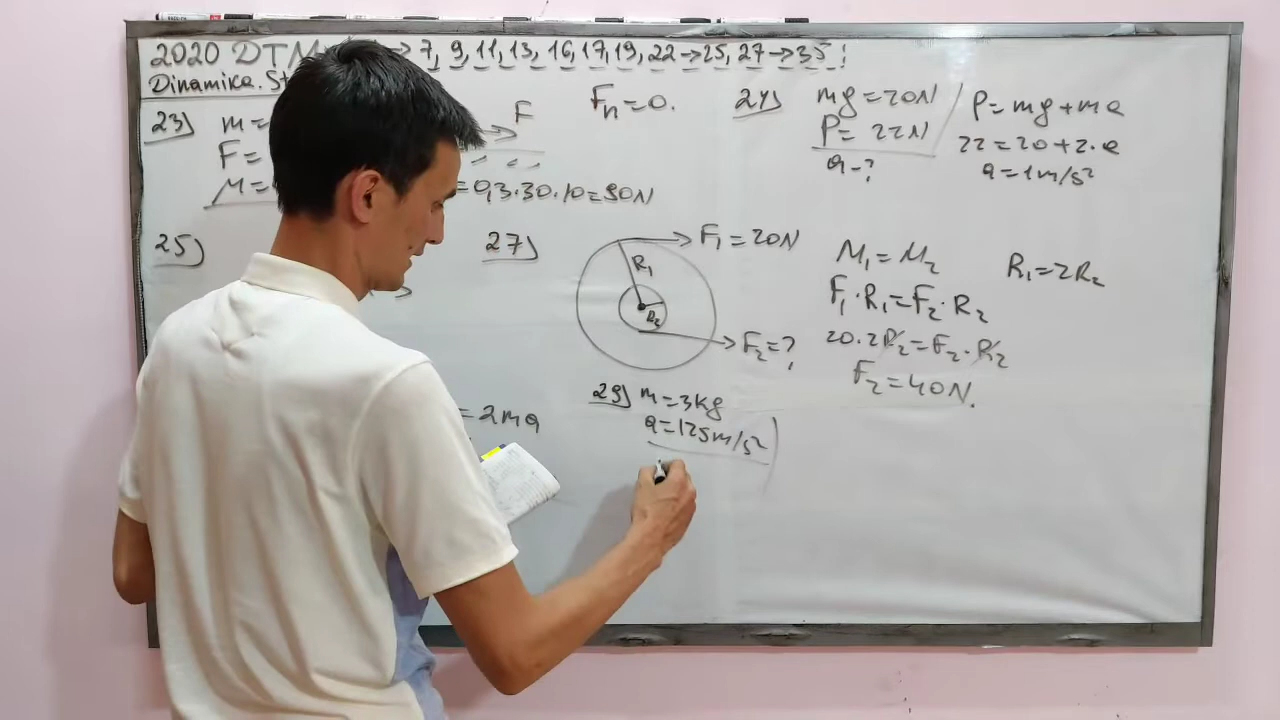 2020 DTM → 7, 9, 11, 13, 16, 17, 19, 22→25, 27→35!
Dinamika. St
23) m=
F=
M=
F
Fn=0.
=0,3·30·10=90N
24) mg=20N
P=22N
a-?
P=mg+ma
22=20+2·a
a=1m/s²
25)
=2ma
27)
F₁=20N
R₁
R₂
F₂=?
M₁=M₂
R₁=2R₂
F₁·R₁=F₂·R₂
20·2R₂=F₂·R₂
F₂=40N.
29) m=3kg
a=125m/s²